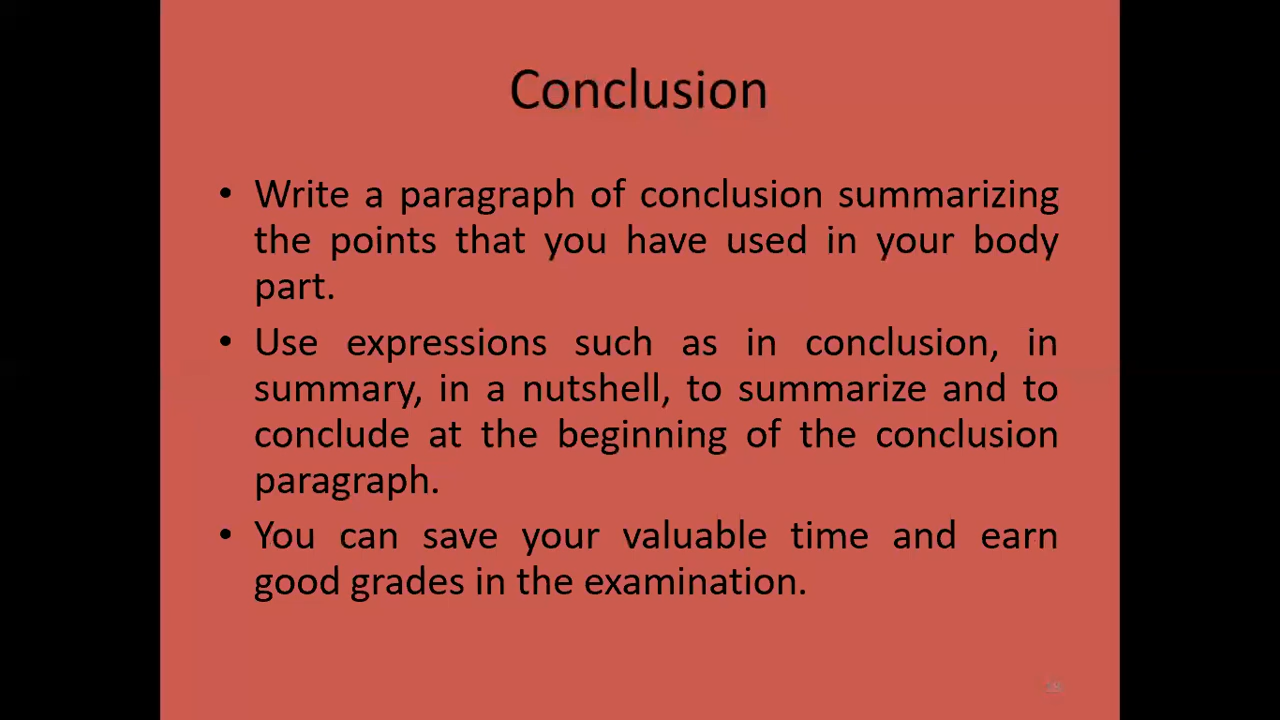 Conclusion
• Write a paragraph of conclusion summarizing
the points that you have used in your body
part.
• Use expressions such as in conclusion, in
summary, in a nutshell, to summarize and to
conclude at the beginning of the conclusion
paragraph.
• You can save your valuable time and earn
good grades in the examination.